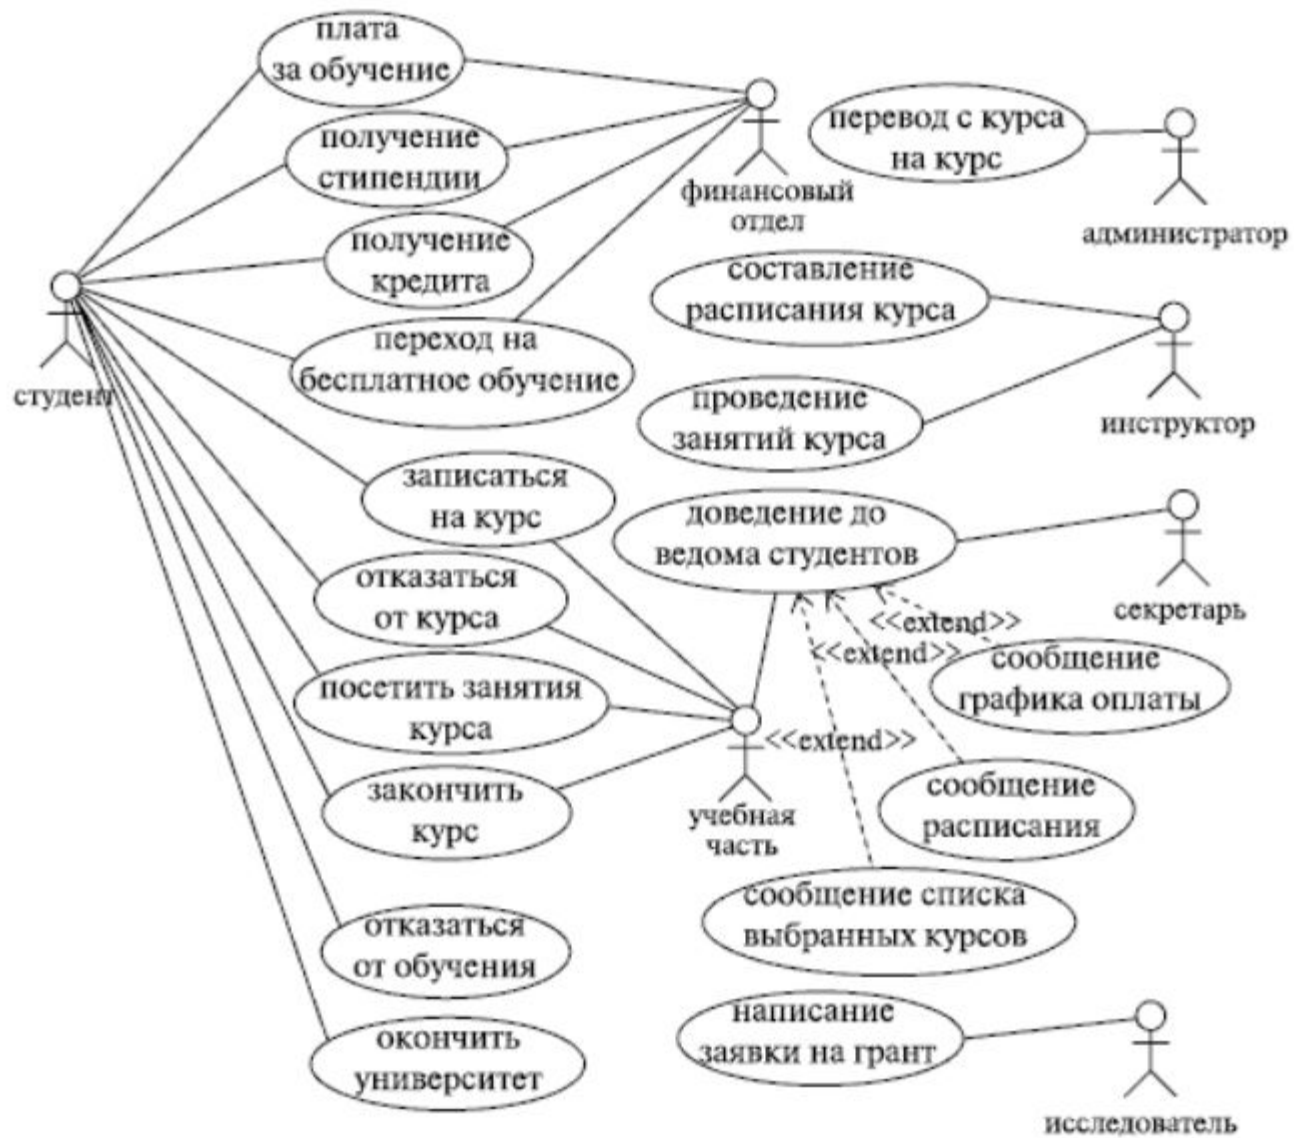 плата
за обучение
получение
стипендии
получение
кредита
переход на
бесплатное обучение
студент
финансовый
отдел
перевод с курса
на курс
администратор
составление
расписания курса
проведение
занятий курса
инструктор
записаться
на курс
отказаться
от курса
посетить занятия
курса
закончить
курс
отказаться
от обучения
окончить
университет
доведение до
ведома студентов
секретарь
<<extend>>
<<extend>>
<<extend>>
сообщение
графика оплаты
учебная
часть
сообщение
расписания
сообщение списка
выбранных курсов
написание
заявки на грант
исследователь